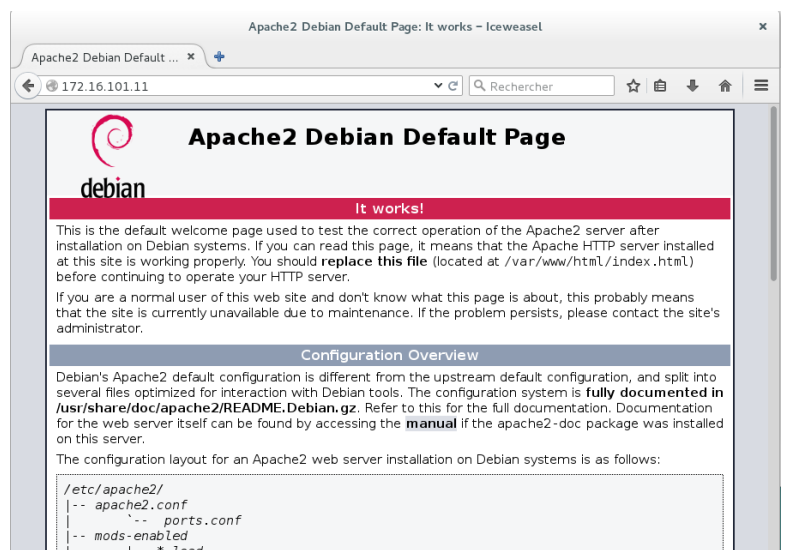 Apache2 Debian Default Page: It works - Iceweasel
Apache2 Debian Default ...
172.16.101.11
Rechercher
debian
Apache2 Debian Default Page
It works!
This is the default welcome page used to test the correct operation of the Apache2 server after
installation on Debian systems. If you can read this page, it means that the Apache HTTP server installed
at this site is working properly. You should replace this file (located at /var/www/html/index.html)
before continuing to operate your HTTP server.
If you are a normal user of this web site and don't know what this page is about, this probably means
that the site is currently unavailable due to maintenance. If the problem persists, please contact the site's
administrator.
Configuration Overview
Debian's Apache2 default configuration is different from the upstream default configuration, and split into
several files optimized for interaction with Debian tools. The configuration system is fully documented in
/usr/share/doc/apache2/README.Debian.gz. Refer to this for the full documentation. Documentation
for the web server itself can be found by accessing the manual if the apache2-doc package was installed
on this server.
The configuration layout for an Apache2 web server installation on Debian systems is as follows:
/etc/apache2/
|-- apache2.conf
|       `--  ports.conf
|-- mods-enabled
|       |-- *.load